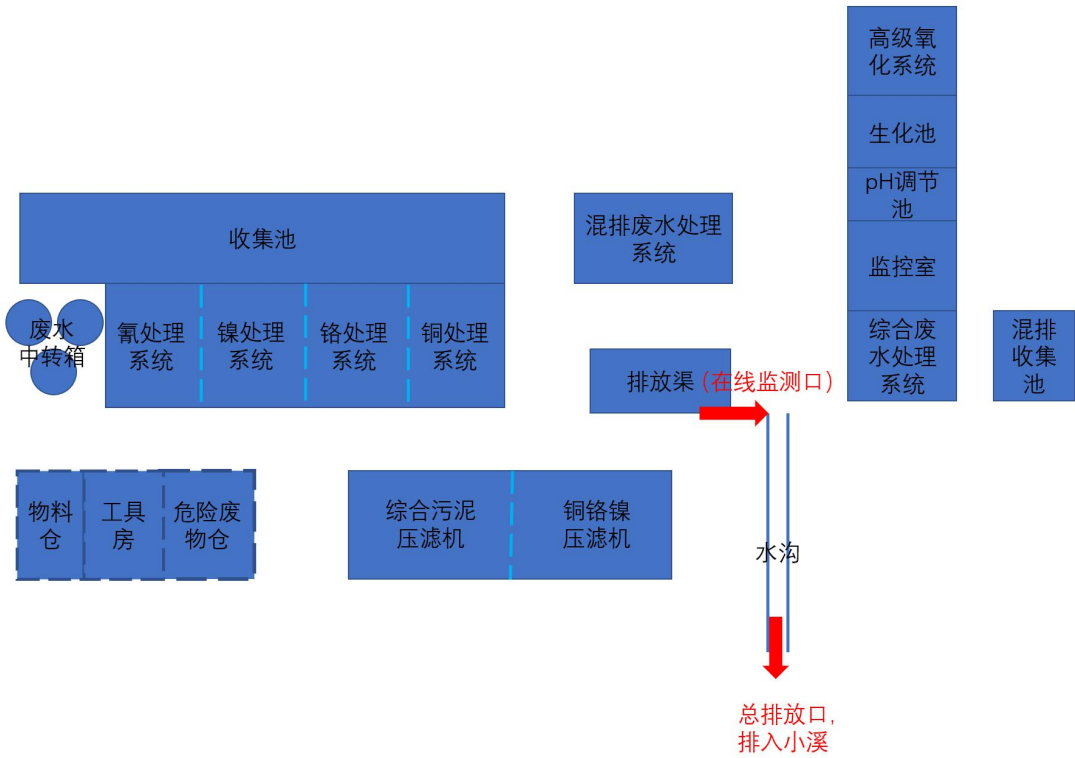 高级氧
化系统
生化池
pH调节
池
监控室
综合废
水处理
系统
混排
收集
池
收集池
混排废水处理
系统
废水
中转箱
氰处理
系统
镍处理
系统
铬处理
系统
铜处理
系统
排放渠
(在线监测口)
物料
仓
工具
房
危险废
物仓
综合污泥
压滤机
铜铬镍
压滤机
水沟
总排放口,
排入小溪